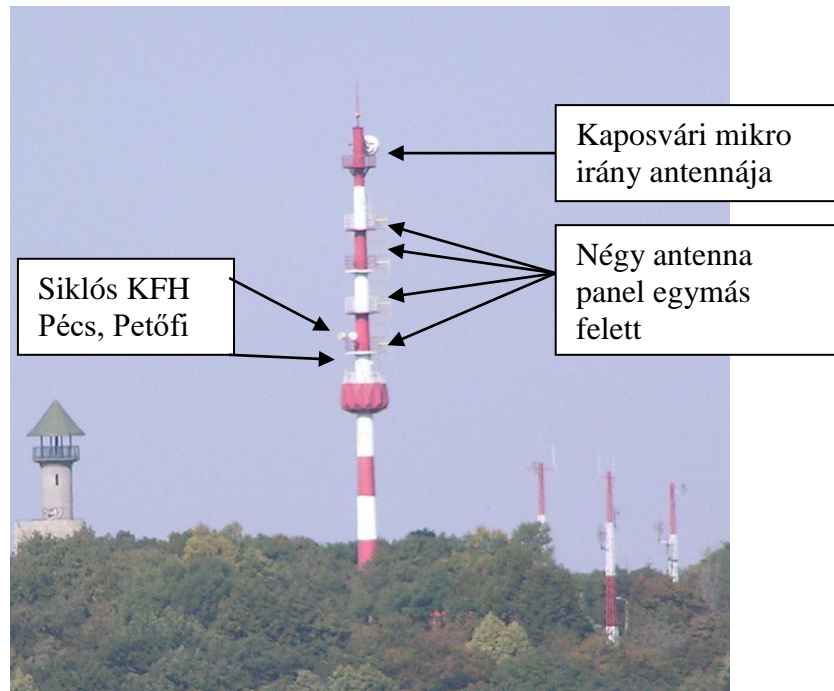 Kaposvári mikro
irány antennája
Négy antenna
panel egymás
felett
Siklós KFH
Pécs, Petőfi